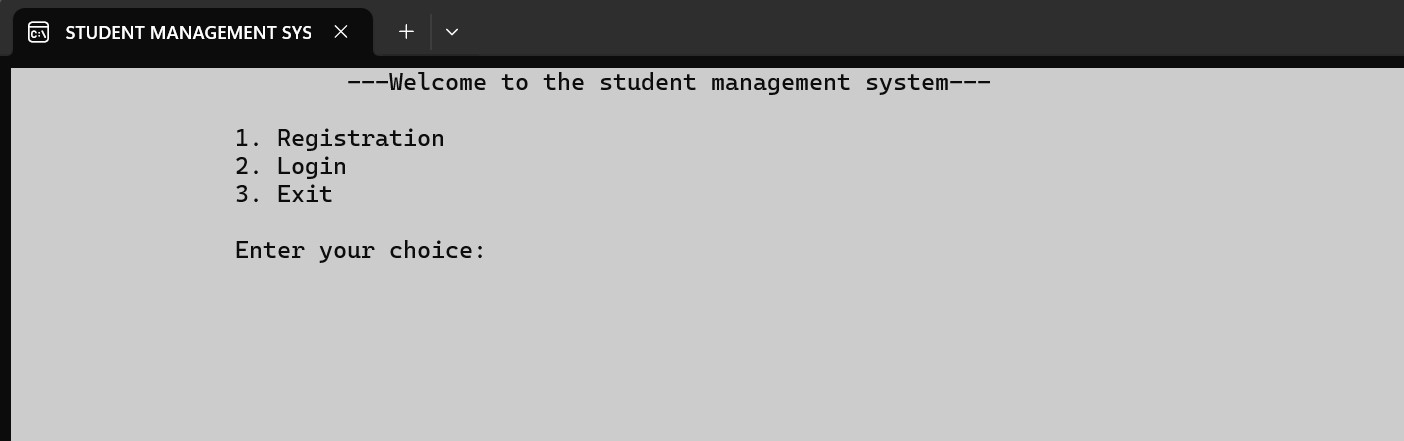 STUDENT MANAGEMENT SYS
---Welcome to the student management system---
1. Registration
2. Login
3. Exit
Enter your choice: